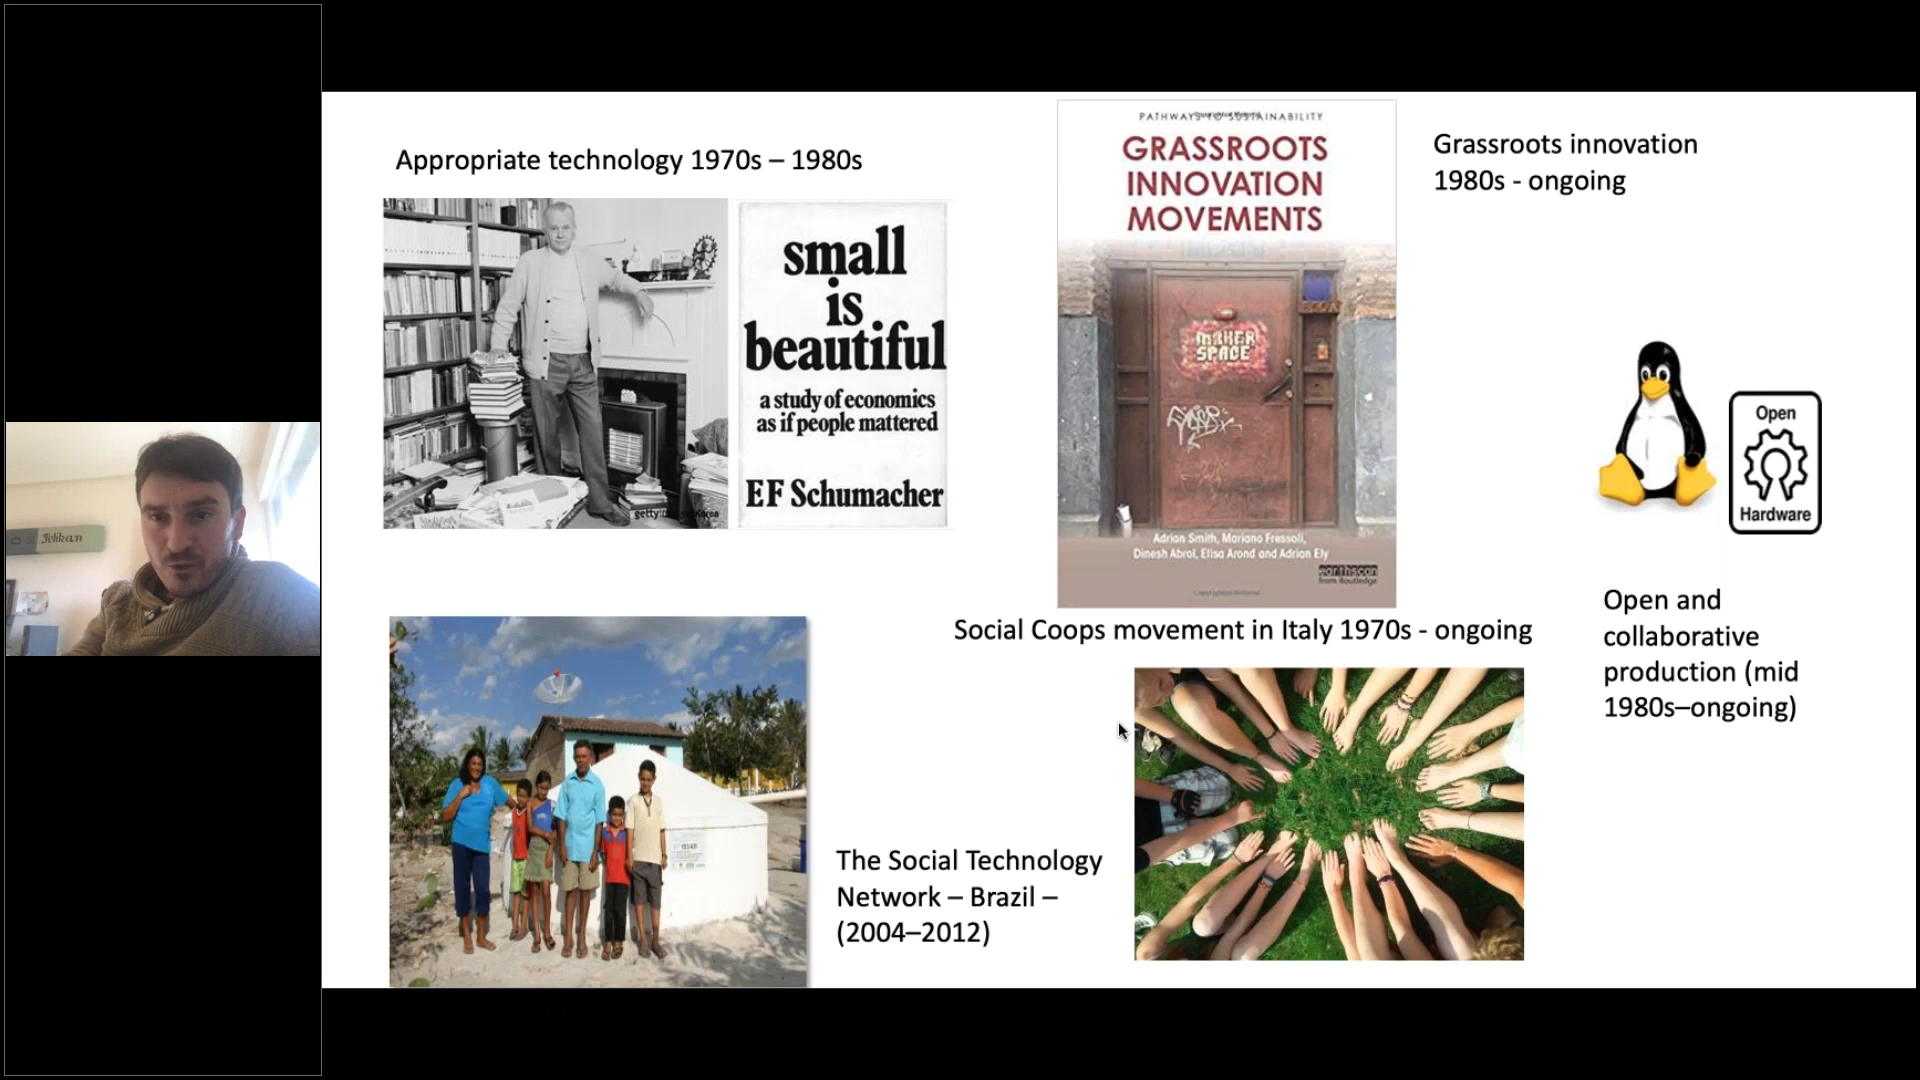 Appropriate technology 1970s – 1980s
small
is
beautiful
a study of economics
as if people mattered
EF Schumacher
PATHWAYS TO SUSTAINABILITY
GRASSROOTS
INNOVATION
MOVEMENTS
MAKER
SPACE
Adrian Smith, Mariano Fressoli,
Dinesh Abrol, Elisa Arond and Adrian Ely
earthscan
from Routledge
Grassroots innovation
1980s - ongoing
Open
Hardware
Open and
collaborative
production (mid
1980s–ongoing)
Social Coops movement in Italy 1970s - ongoing
The Social Technology
Network – Brazil –
(2004–2012)
Pelikan